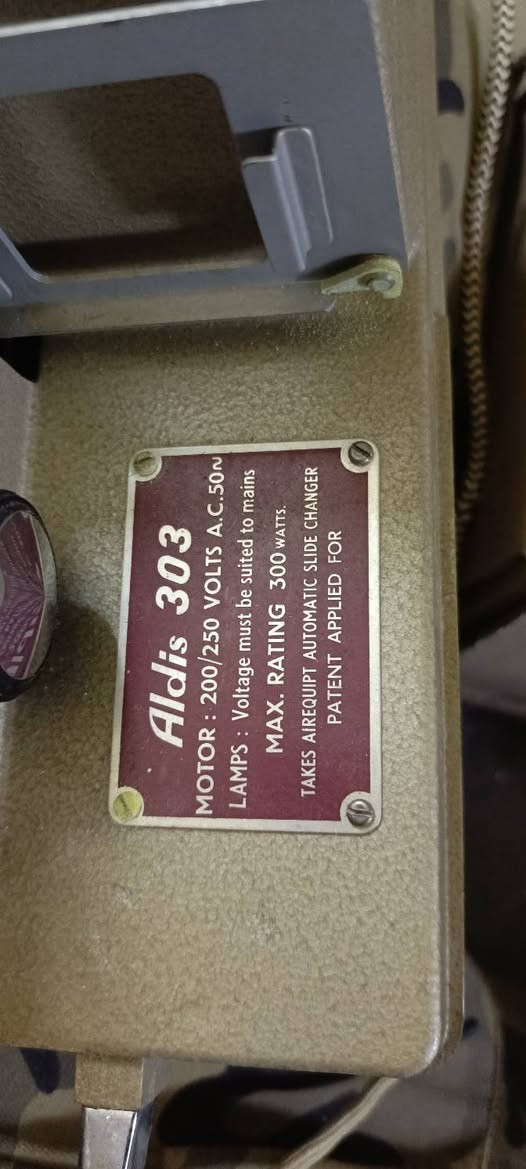 Aldis 303
MOTOR : 200/250 VOLTS A.C.50~
LAMPS : Voltage must be suited to mains
MAX. RATING 300 WATTS.
TAKES AIREQUIPT AUTOMATIC SLIDE CHANGER
PATENT APPLIED FOR